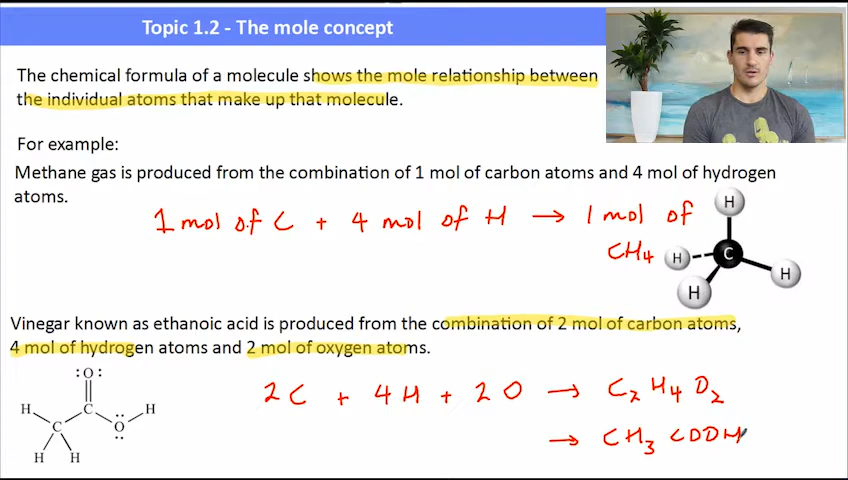 Topic 1.2 - The mole concept
The chemical formula of a molecule shows the mole relationship between
the individual atoms that make up that molecule.
For example:
Methane gas is produced from the combination of 1 mol of carbon atoms and 4 mol of hydrogen
atoms.
1 mol of C + 4 mol of H → 1 mol of
CH4
H
H
C
H
H
Vinegar known as ethanoic acid is produced from the combination of 2 mol of carbon atoms,
4 mol of hydrogen atoms and 2 mol of oxygen atoms.
:O:
H C H
C O
H H
2C + 4H + 2O → C2H4O2
→ CH3COOH